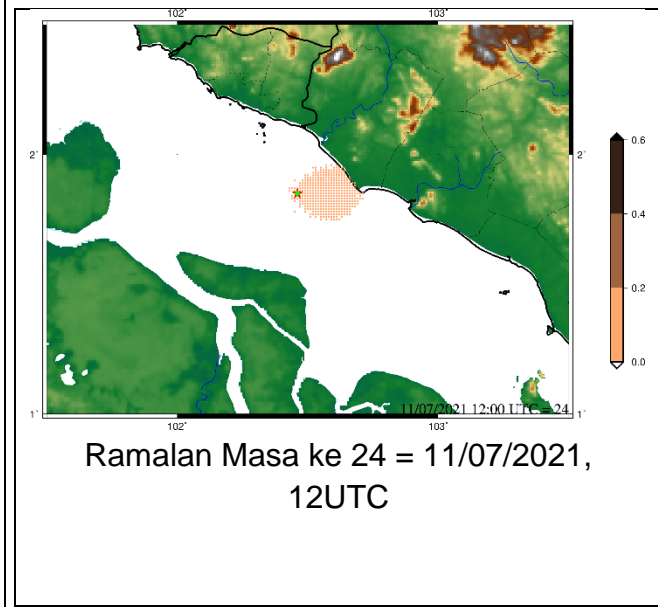 102˚ 103˚
0.6
2˚ 2˚
0.4
0.2
0.0
11/07/2021 12:00 UTC = 24
1˚ 1˚
102˚ 103˚
Ramalan Masa ke 24 = 11/07/2021,
12UTC